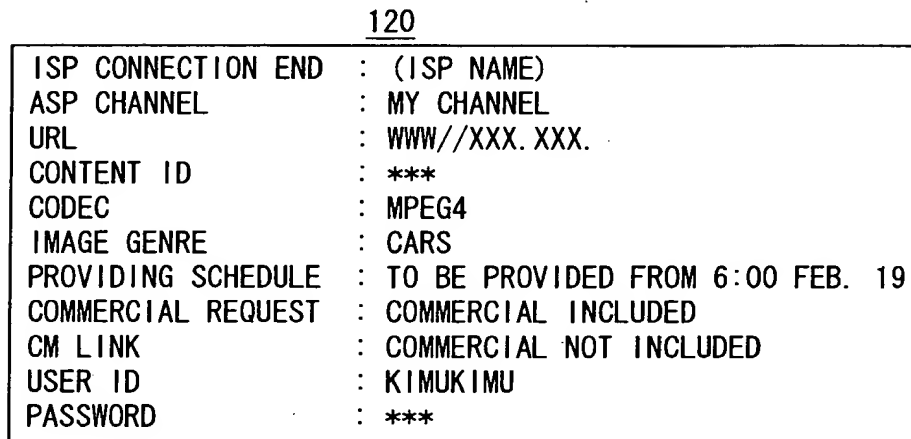 120
ISP CONNECTION END : (ISP NAME)
ASP CHANNEL : MY CHANNEL
URL : WWW//XXX.XXX.
CONTENT ID : ***
CODEC : MPEG4
IMAGE GENRE : CARS
PROVIDING SCHEDULE : TO BE PROVIDED FROM 6:00 FEB. 19
COMMERCIAL REQUEST : COMMERCIAL INCLUDED
CM LINK : COMMERCIAL NOT INCLUDED
USER ID : KIMUKIMU
PASSWORD : ***